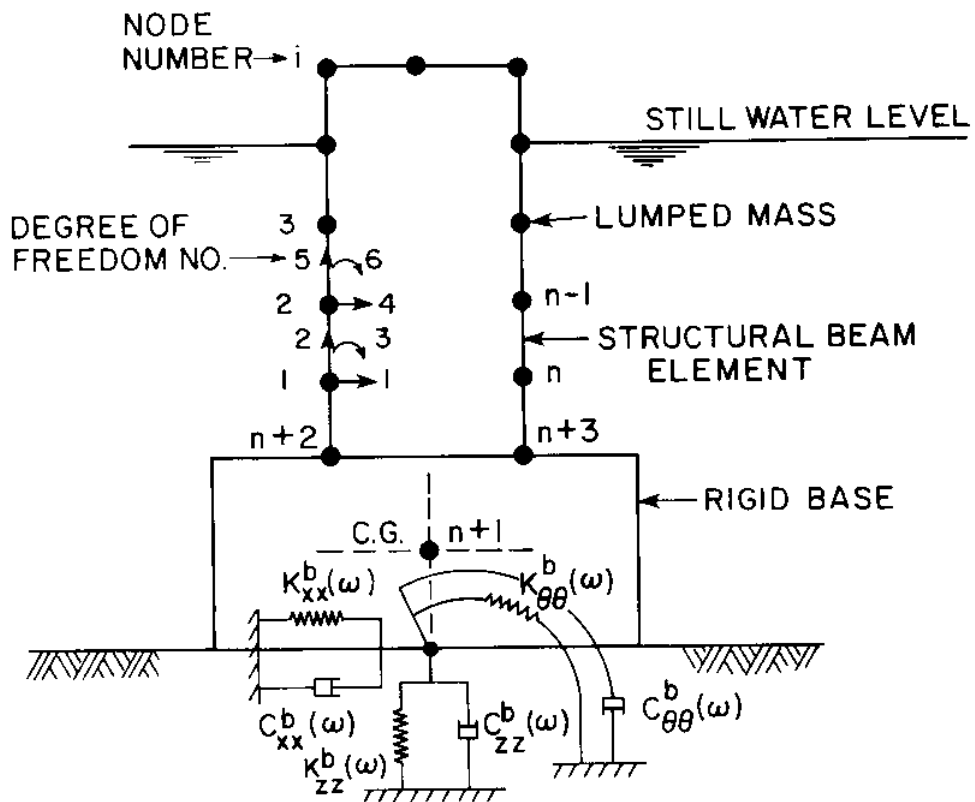 NODE
NUMBER→ i
STILL WATER LEVEL
3
LUMPED MASS
DEGREE OF
FREEDOM NO.→ 5 6
2 4
n-1
2 3
STRUCTURAL BEAM
ELEMENT
1 1
n
n+2
n+3
RIGID BASE
C.G. n+1
K^b_xx(ω)
K^b_θθ(ω)
C^b_xx(ω)
C^b_zz(ω)
C^b_θθ(ω)
K^b_zz(ω)